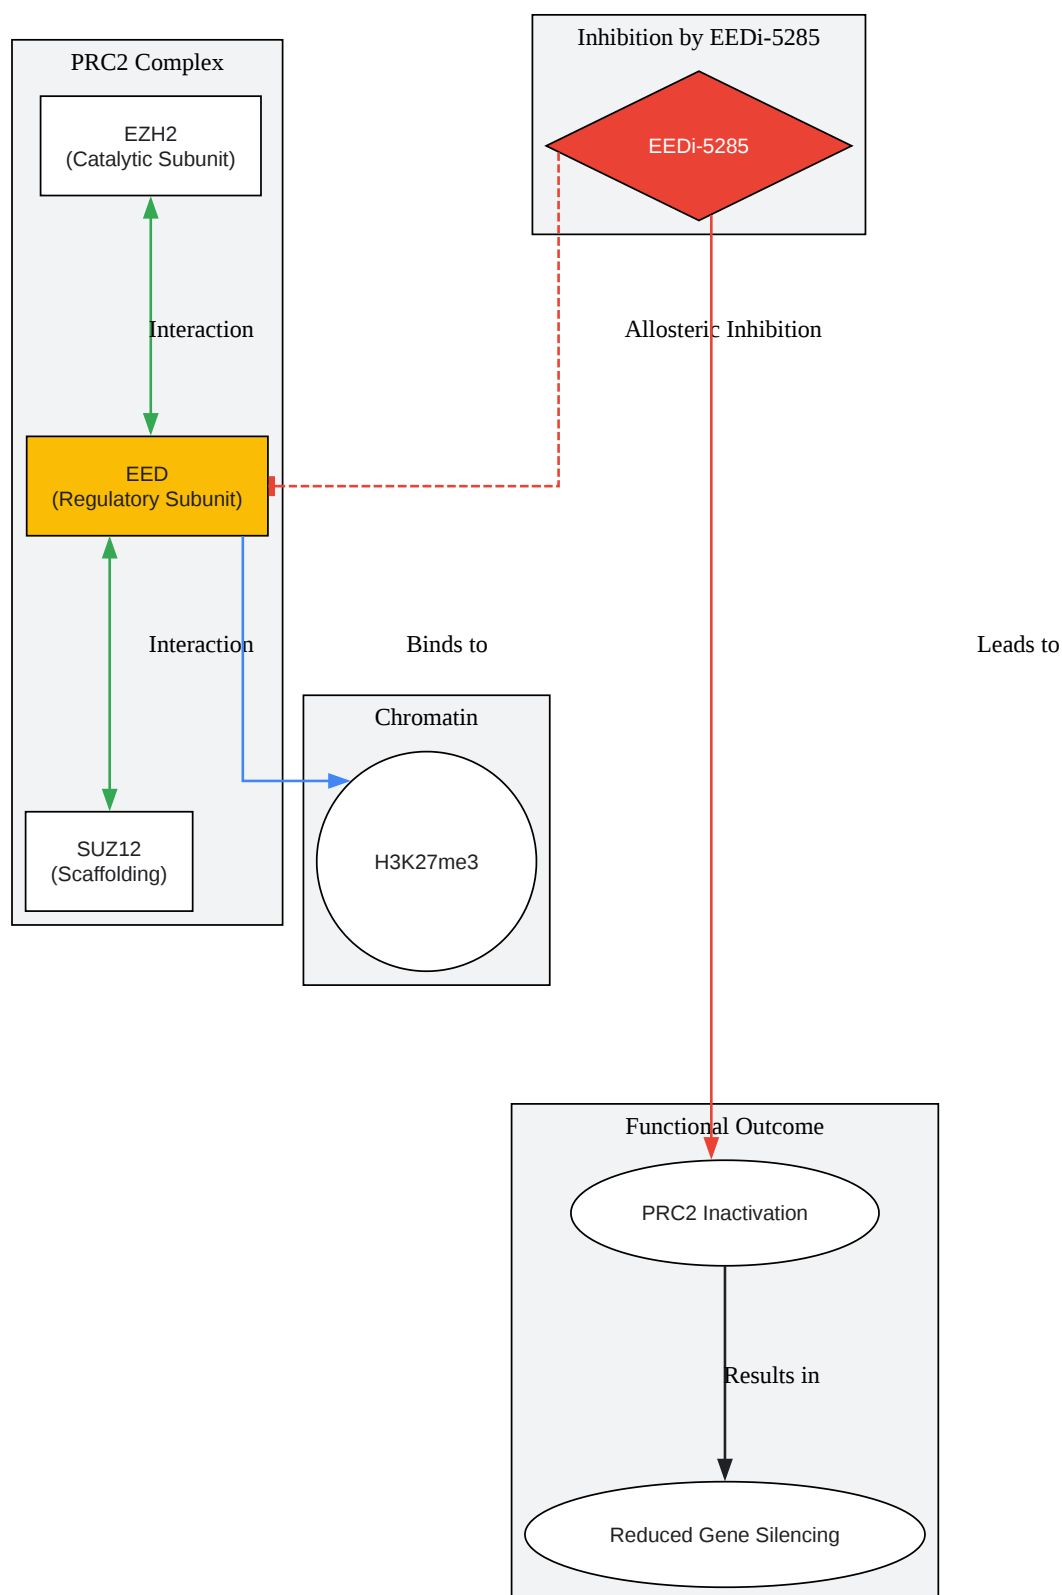 Inhibition by EEDi-5285
EEDi-5285
PRC2 Complex
EZH2
(Catalytic Subunit)
Interaction
Allosteric Inhibition
EED
(Regulatory Subunit)
Interaction
Binds to
Leads to
Chromatin
H3K27me3
SUZ12
(Scaffolding)
Functional Outcome
PRC2 Inactivation
Results in
Reduced Gene Silencing